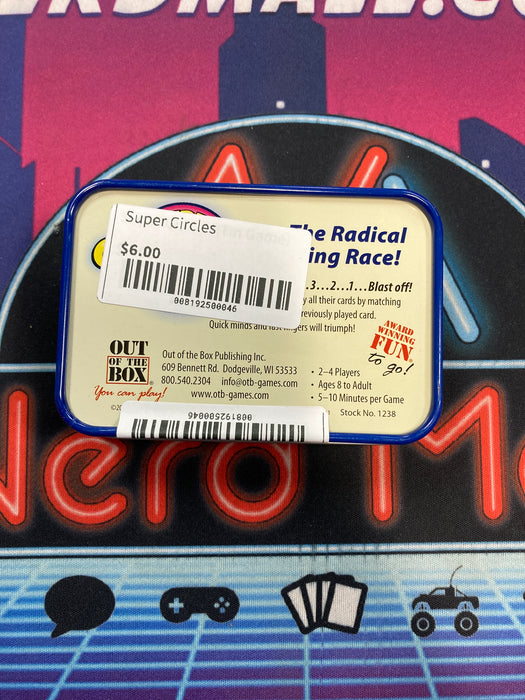 Super Circles
$6.00
008192500046
The Radical
ing Race!
3...2...1...Blast off!
all their cards by matching
previously played card.
Quick minds and fast fingers will triumph!
AWARD
WINNING
FUN
to go!
OUT
OF THE
BOX
You can play!
Out of the Box Publishing Inc.
609 Bennett Rd. Dodgeville, WI 53533
800.540.2304 info@otb-games.com
www.otb-games.com
• 2–4 Players
• Ages 8 to Adult
• 5–10 Minutes per Game
Stock No. 1238
008192500046
Nerd M